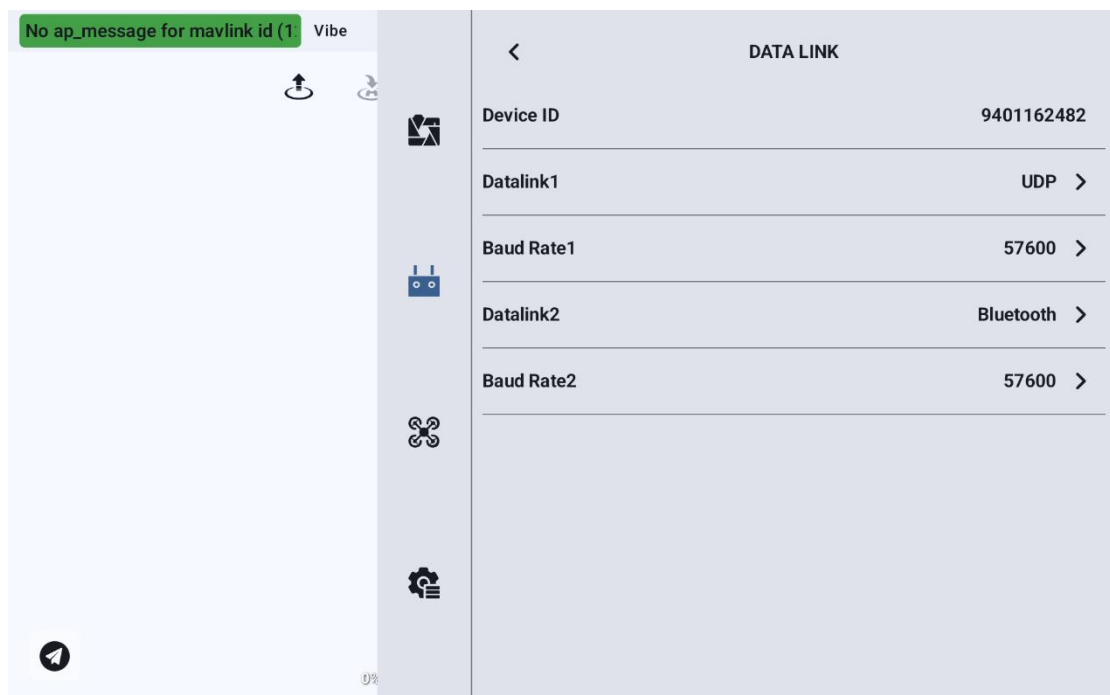 No ap_message for mavlink id (1
Vibe
DATA LINK
Device ID 9401162482
Datalink1 UDP
Baud Rate1 57600
Datalink2 Bluetooth
Baud Rate2 57600
0%